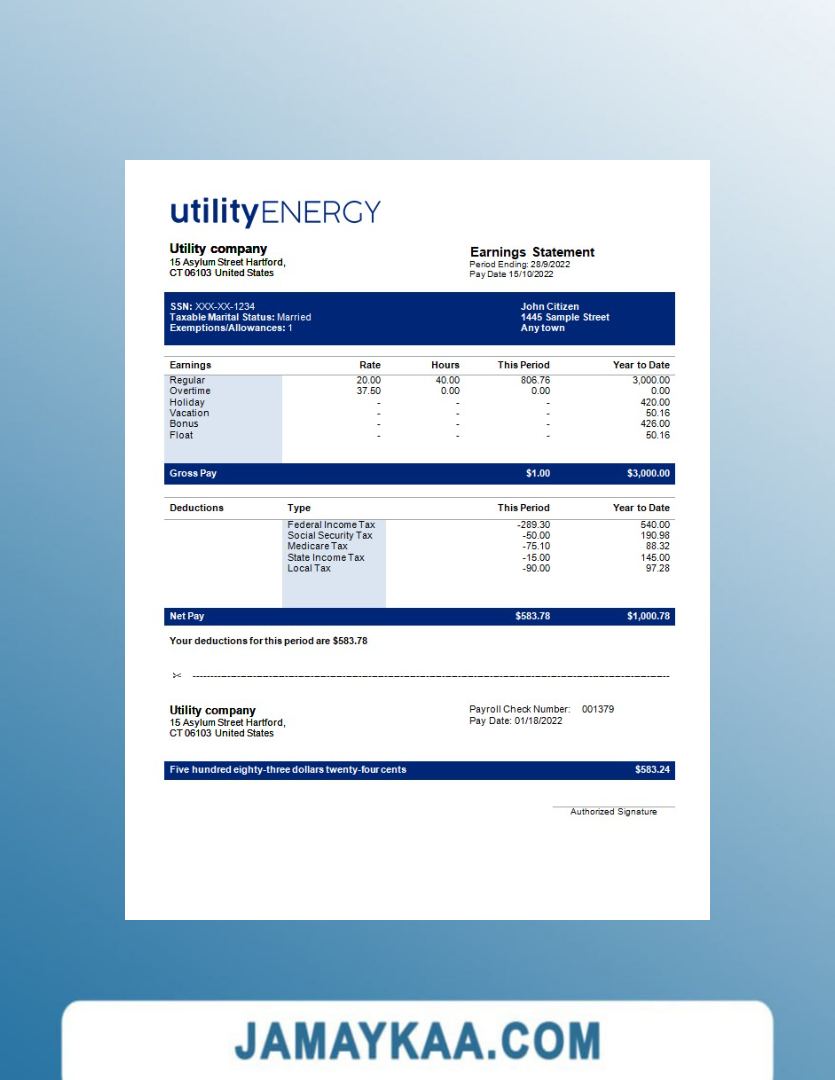 utilityENERGY
Utility company
15 Asylum Street Hartford,
CT 06103 United States
Earnings Statement
Period Ending: 28/9/2022
Pay Date 15/10/2022
SSN: XXX-XX-1234
Taxable Marital Status: Married
Exemptions/Allowances: 1
John Citizen
1445 Sample Street
Any town
Earnings Rate Hours This Period Year to Date
Regular 20.00 40.00 806.76 3,000.00
Overtime 37.50 0.00 0.00 0.00
Holiday - - - 420.00
Vacation - - - 50.16
Bonus - - - 426.00
Float - - - 50.16
Gross Pay $1.00 $3,000.00
Deductions Type This Period Year to Date
Federal Income Tax -289.30 540.00
Social Security Tax -50.00 190.98
Medicare Tax -75.10 88.32
State Income Tax -15.00 145.00
Local Tax -90.00 97.28
Net Pay $583.78 $1,000.78
Your deductions for this period are $583.78
Utility company
15 Asylum Street Hartford,
CT 06103 United States
Payroll Check Number: 001379
Pay Date: 01/18/2022
Five hundred eighty-three dollars twenty-four cents $583.24
Authorized Signature
JAMAYKAA.COM